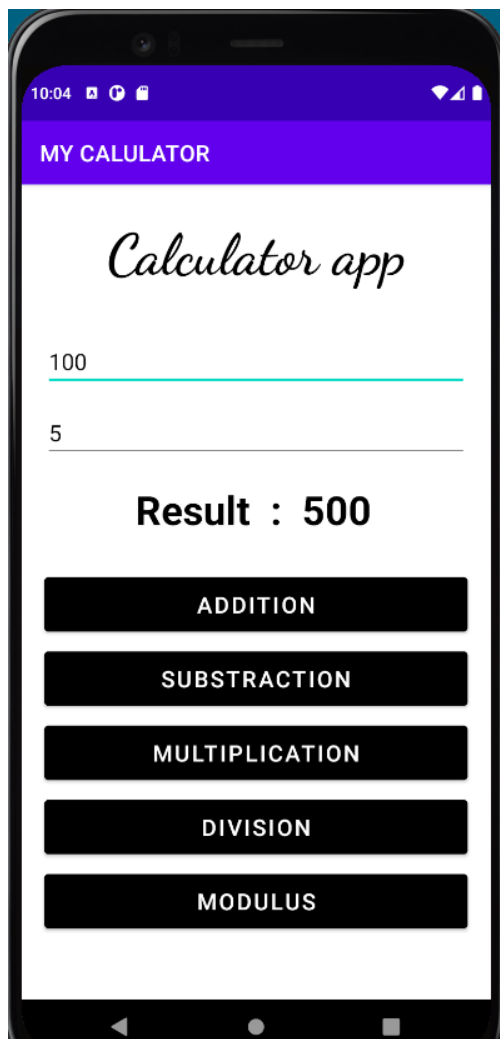 10:04
MY CALULATOR
Calculator app
100
5
Result : 500
ADDITION
SUBSTRACTION
MULTIPLICATION
DIVISION
MODULUS